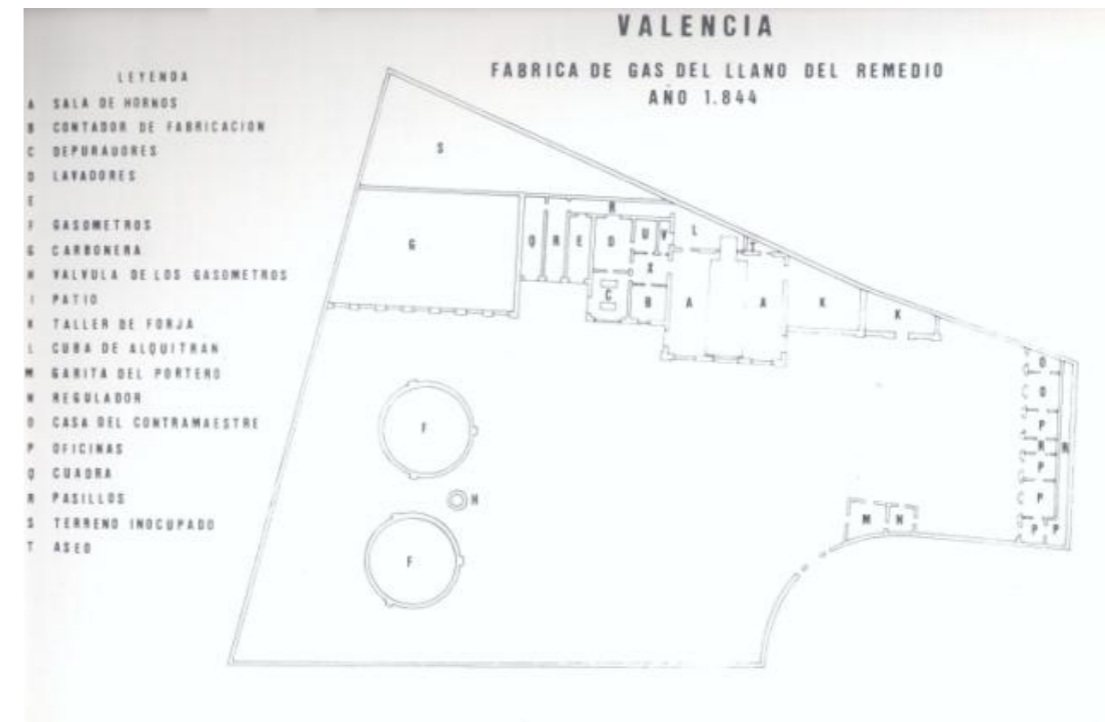 VALENCIA
FABRICA DE GAS DEL LLANO DEL REMEDIO
AÑO 1.844
LEYENDA
A SALA DE HORNOS
B CONTADOR DE FABRICACION
C DEPURADORES
D LAVADORES
E
F GASOMETROS
G CARBONERA
H VALVULA DE LOS GASOMETROS
I PATIO
K TALLER DE FORJA
L CUBA DE ALQUITRAN
M GARITA DEL PORTERO
N REGULADOR
O CASA DEL CONTRAMAESTRE
P OFICINAS
Q CUADRA
R PASILLOS
S TERRENO INOCUPADO
T ASEO
S
R
G
Q R E D U V L T
X
C B A A K K
O
O
P
R R
P
P
P P
F
H
M N
F